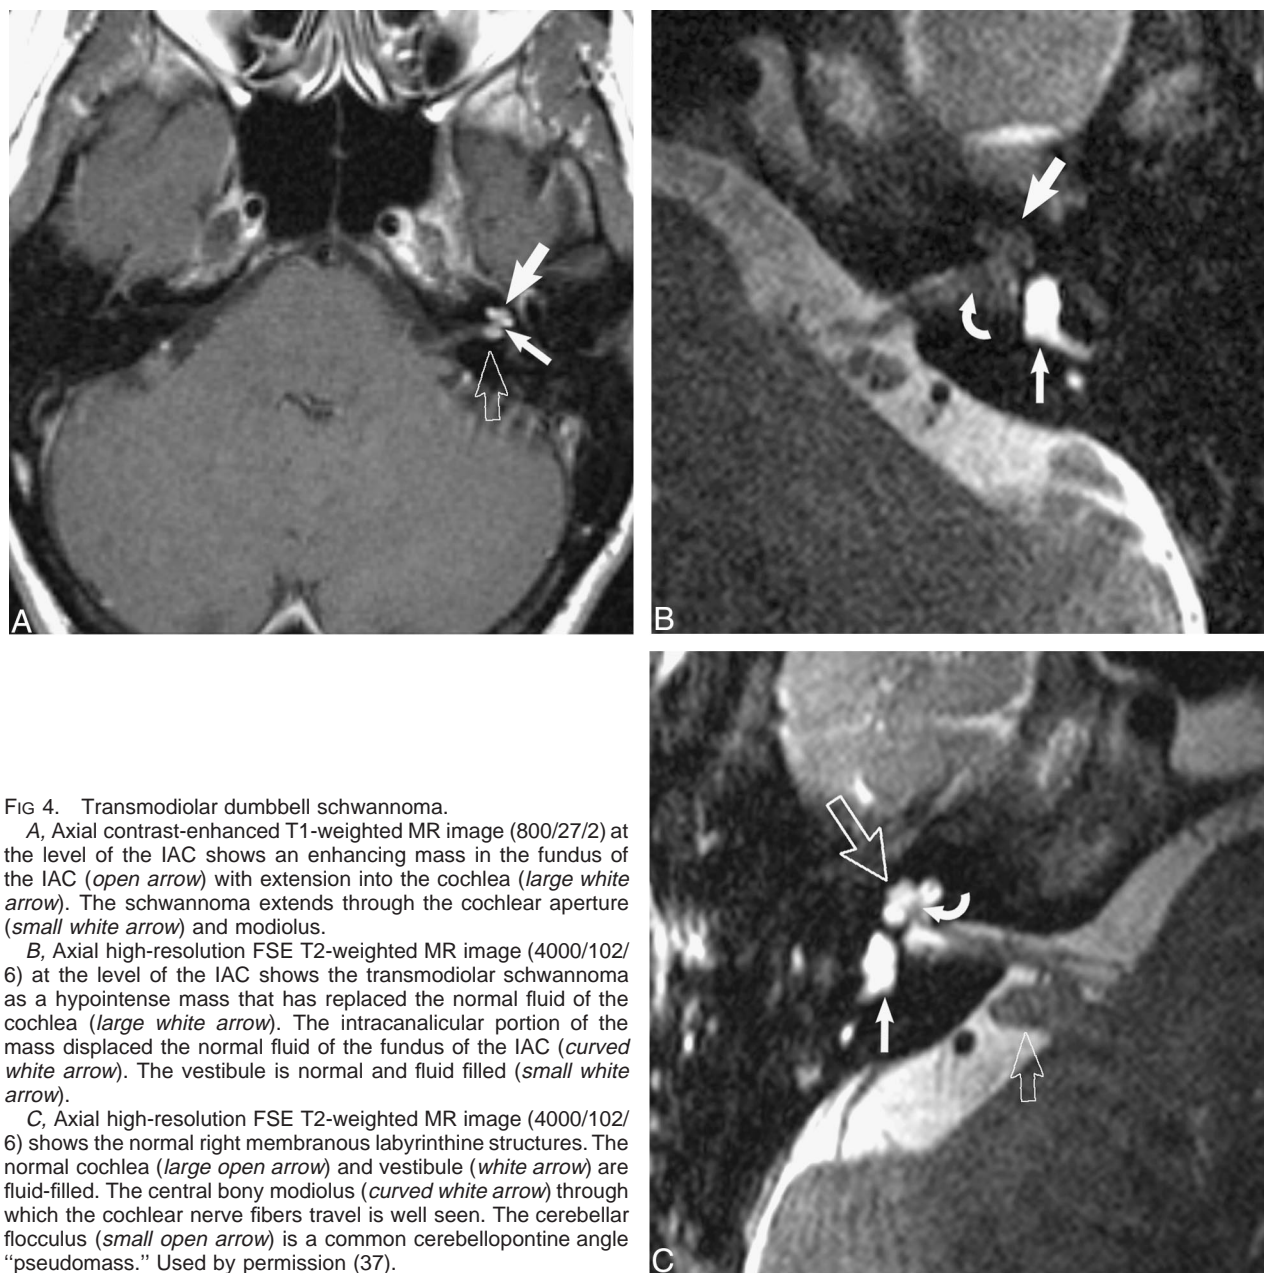 A
B
FIG 4. Transmodiolar dumbbell schwannoma.
A, Axial contrast-enhanced T1-weighted MR image (800/27/2) at
the level of the IAC shows an enhancing mass in the fundus of
the IAC (open arrow) with extension into the cochlea (large white
arrow). The schwannoma extends through the cochlear aperture
(small white arrow) and modiolus.
B, Axial high-resolution FSE T2-weighted MR image (4000/102/
6) at the level of the IAC shows the transmodiolar schwannoma
as a hypointense mass that has replaced the normal fluid of the
cochlea (large white arrow). The intracanalicular portion of the
mass displaced the normal fluid of the fundus of the IAC (curved
white arrow). The vestibule is normal and fluid filled (small white
arrow).
C, Axial high-resolution FSE T2-weighted MR image (4000/102/
6) shows the normal right membranous labyrinthine structures. The
normal cochlea (large open arrow) and vestibule (white arrow) are
fluid-filled. The central bony modiolus (curved white arrow) through
which the cochlear nerve fibers travel is well seen. The cerebellar
flocculus (small open arrow) is a common cerebellopontine angle
“pseudomass.” Used by permission (37).
C